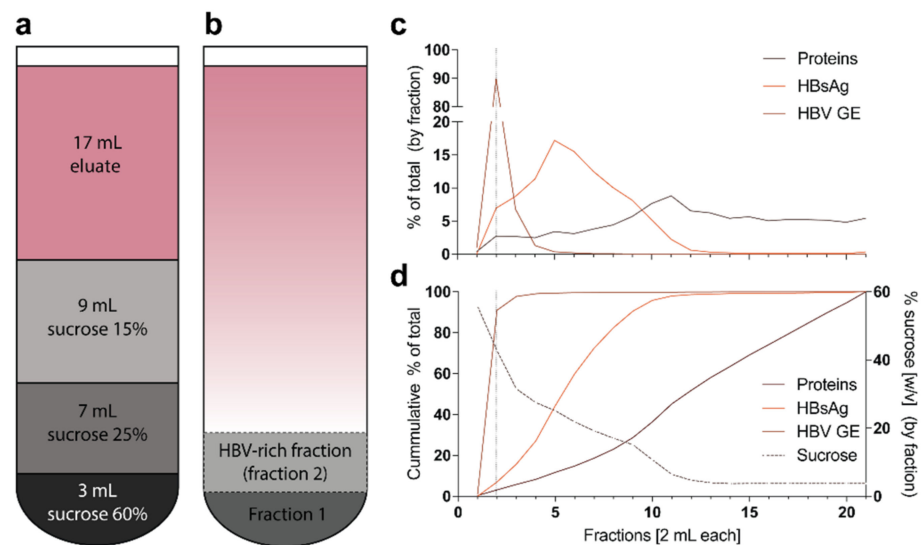 a
17 mL
eluate
9 mL
sucrose 15%
7 mL
sucrose 25%
3 mL
sucrose 60%
b
HBV-rich fraction
(fraction 2)
Fraction 1
c
% of total (by fraction)
100
90
80
20
15
10
5
0
Proteins
HBsAg
HBV GE
d
Cummulative % of total
100
80
60
40
20
0
Proteins
HBsAg
HBV GE
Sucrose
60
40
20
0
% sucrose [w/v]
(by faction)
0
5
10
15
20
Fractions [2 mL each]